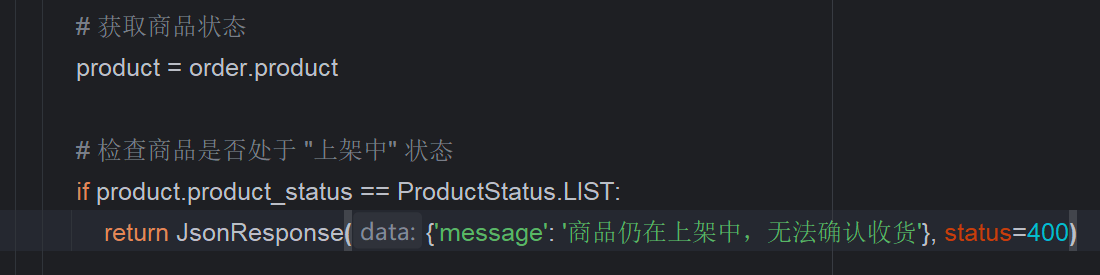 # 获取商品状态
product = order.product
# 检查商品是否处于 "上架中" 状态
if product.product_status == ProductStatus.LIST:
return JsonResponse( data: {'message': '商品仍在上架中，无法确认收货'}, status=400)